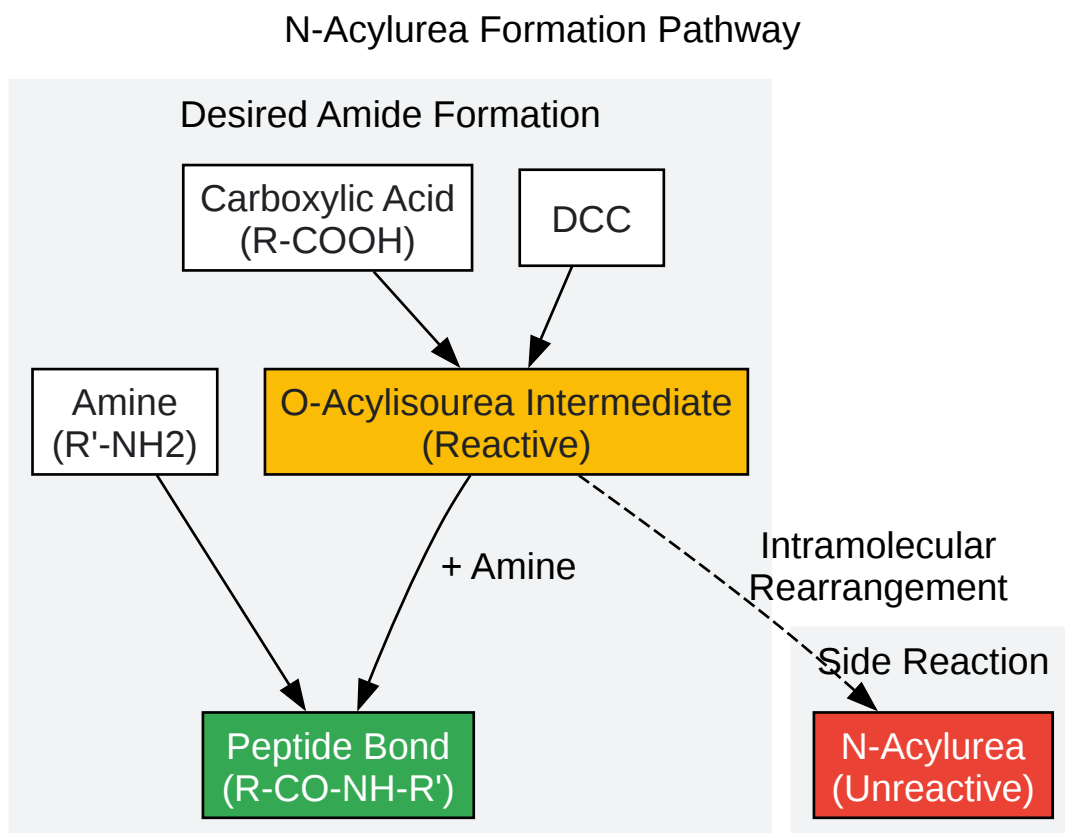 N-Acylurea Formation Pathway
Desired Amide Formation
Carboxylic Acid
(R-COOH)
DCC
Amine
(R'-NH2)
O-Acylisourea Intermediate
(Reactive)
+ Amine
Intramolecular
Rearrangement
Side Reaction
Peptide Bond
(R-CO-NH-R')
N-Acylurea
(Unreactive)